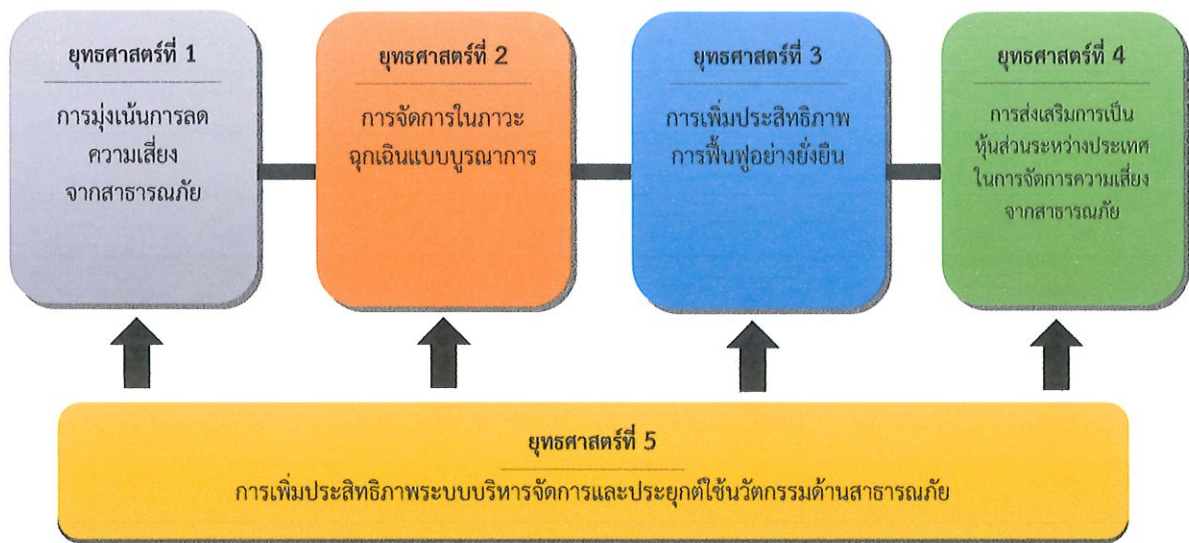 ยุทธศาสตร์ที่ 1
การมุ่งเน้นการลด
ความเสี่ยง
จากสาธารณภัย
ยุทธศาสตร์ที่ 2
การจัดการในภาวะ
ฉุกเฉินแบบบูรณาการ
ยุทธศาสตร์ที่ 3
การเพิ่มประสิทธิภาพ
การฟื้นฟูอย่างยั่งยืน
ยุทธศาสตร์ที่ 4
การส่งเสริมการเป็น
หุ้นส่วนระหว่างประเทศ
ในการจัดการความเสี่ยง
จากสาธารณภัย
ยุทธศาสตร์ที่ 5
การเพิ่มประสิทธิภาพระบบบริหารจัดการและประยุกต์ใช้นวัตกรรมด้านสาธารณภัย